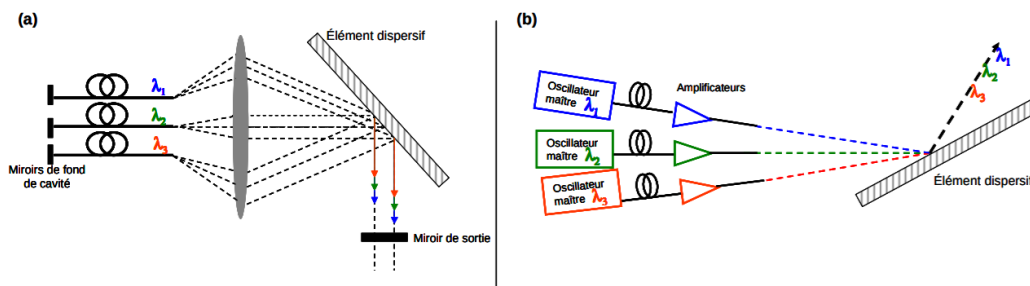 (a)
Élément dispersif
λ1
λ2
λ3
Miroirs de fond
de cavité
Miroir de sortie
(b)
Oscillateur
maître λ1
Amplificateurs
Oscillateur
maître λ2
Oscillateur
maître λ3
λ1
λ2
λ3
Élément dispersif